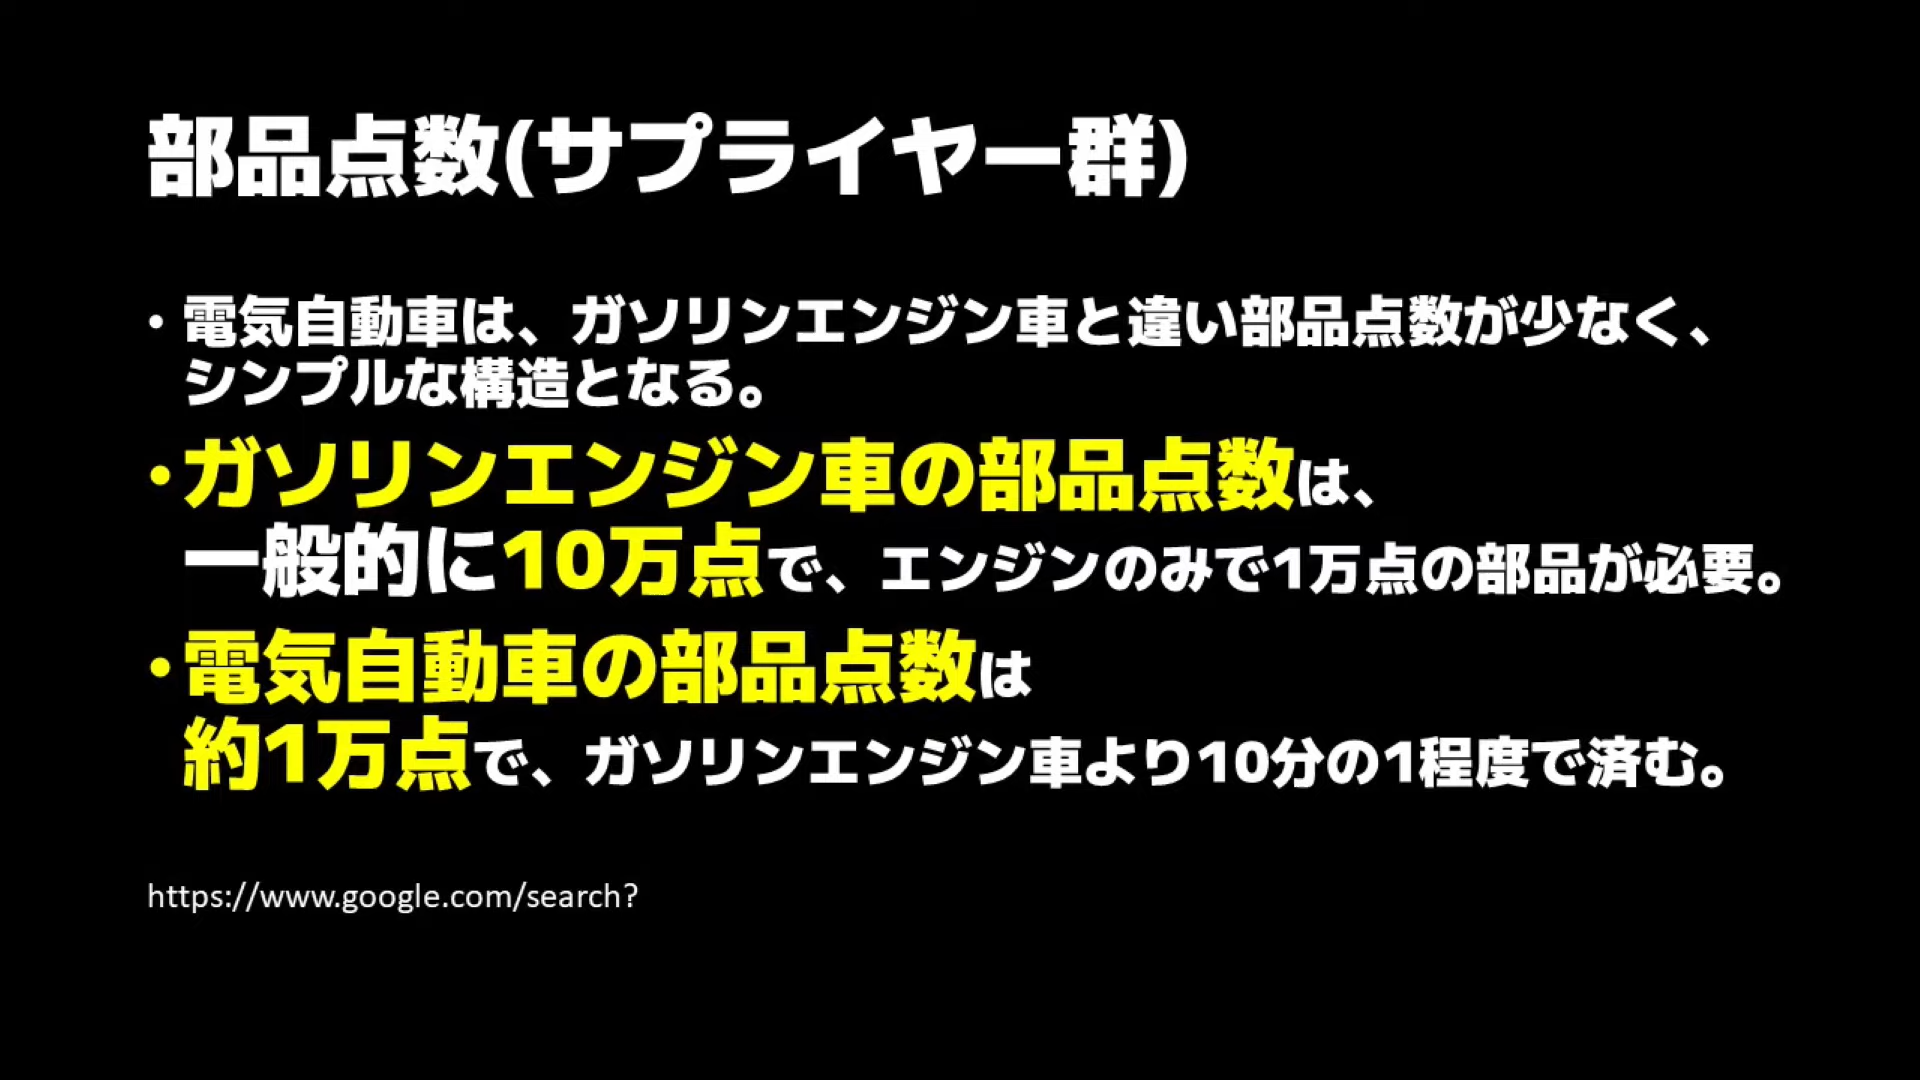 部品点数(サプライヤー群)
• 電気自動車は、ガソリンエンジン車と違い部品点数が少なく、
シンプルな構造となる。
• ガソリンエンジン車の部品点数は、
一般的に10万点で、エンジンのみで1万点の部品が必要。
• 電気自動車の部品点数は
約1万点で、ガソリンエンジン車より10分の1程度で済む。
https://www.google.com/search?